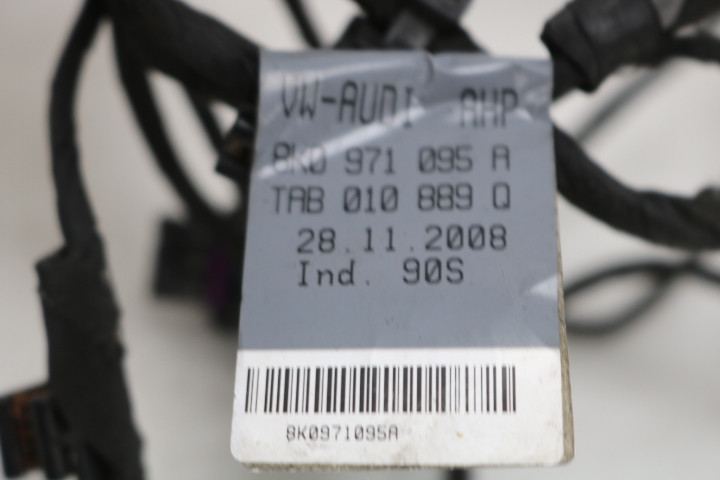 VW-AUDI AHP
8K0 971 095 A
TAB 010 889 Q
28.11.2008
Ind. 90S
8K0971095A